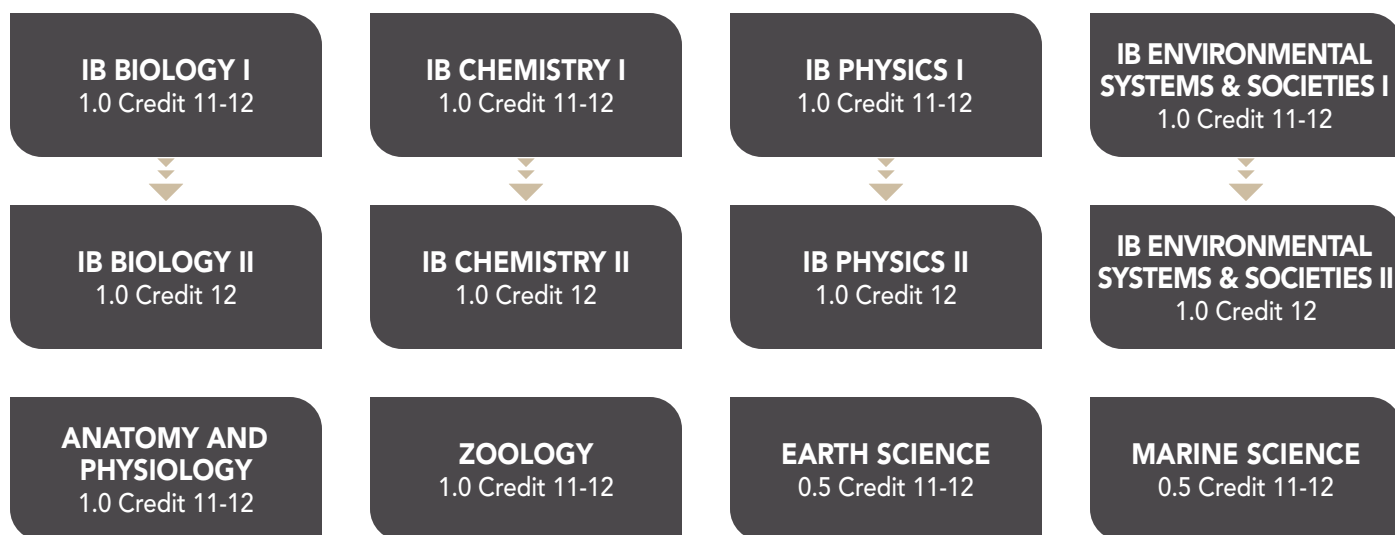 IB BIOLOGY I
1.0 Credit 11-12
IB CHEMISTRY I
1.0 Credit 11-12
IB PHYSICS I
1.0 Credit 11-12
IB ENVIRONMENTAL
SYSTEMS & SOCIETIES I
1.0 Credit 11-12
IB BIOLOGY II
1.0 Credit 12
IB CHEMISTRY II
1.0 Credit 12
IB PHYSICS II
1.0 Credit 12
IB ENVIRONMENTAL
SYSTEMS & SOCIETIES II
1.0 Credit 12
ANATOMY AND
PHYSIOLOGY
1.0 Credit 11-12
ZOOLOGY
1.0 Credit 11-12
EARTH SCIENCE
0.5 Credit 11-12
MARINE SCIENCE
0.5 Credit 11-12